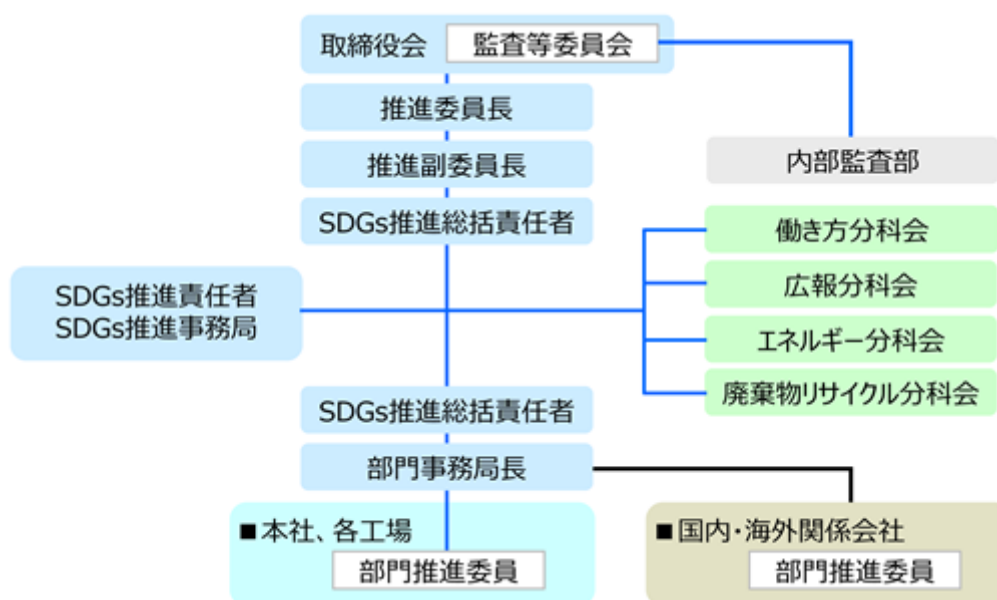 取締役会 監査等委員会
推進委員長
推進副委員長
内部監査部
SDGs推進総括責任者
働き方分科会
広報分科会
エネルギー分科会
廃棄物リサイクル分科会
SDGs推進責任者
SDGs推進事務局
SDGs推進総括責任者
部門事務局長
■本社、各工場
部門推進委員
■国内・海外関係会社
部門推進委員